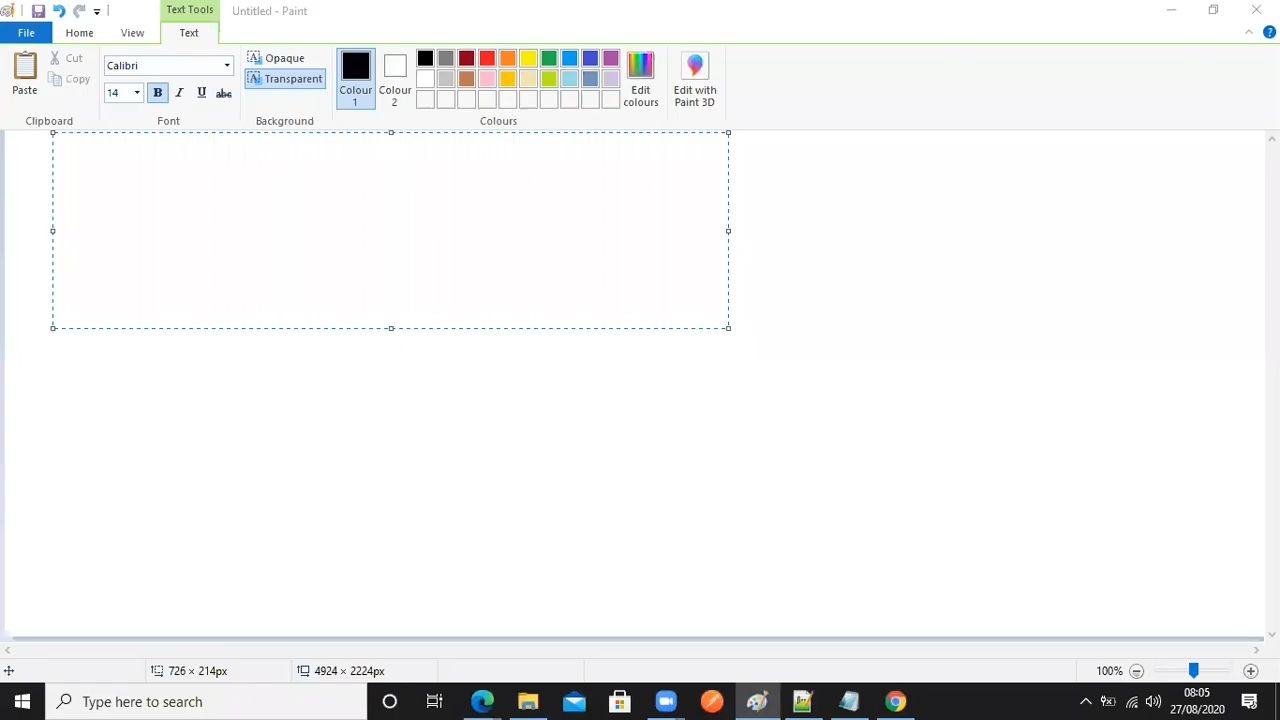 Text Tools
Untitled - Paint
File
Home
View
Text
Paste
Cut
Copy
Clipboard
Calibri
14
B
I
U
abc
Font
Opaque
Transparent
Background
Colour
1
Colour
2
Edit
colours
Colours
Edit with
Paint 3D
726 × 214px
4924 × 2224px
100%
Type here to search
08:05
27/08/2020